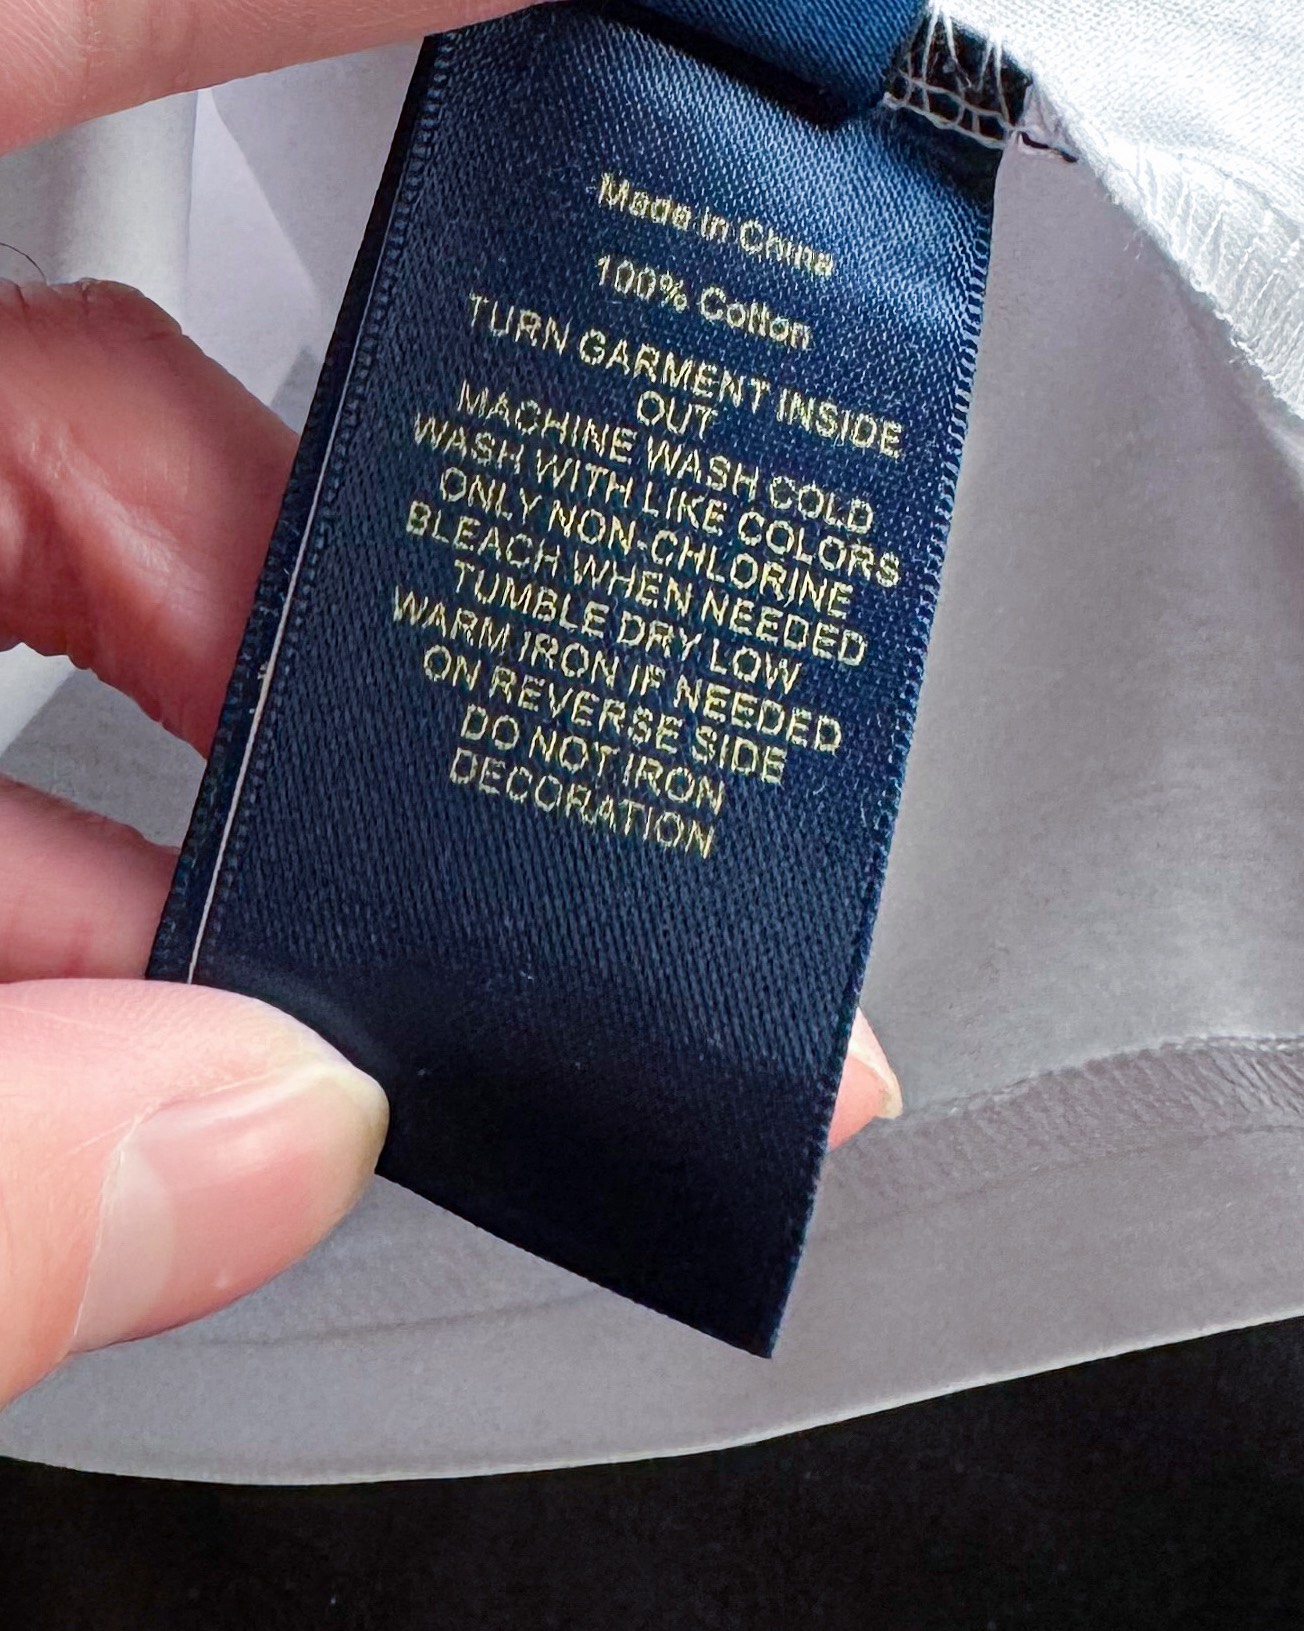 Made in China
100% Cotton
TURN GARMENT INSIDE
OUT
MACHINE WASH COLD
WASH WITH LIKE COLORS
ONLY NON-CHLORINE
BLEACH WHEN NEEDED
TUMBLE DRY LOW
WARM IRON IF NEEDED
ON REVERSE SIDE
DO NOT IRON
DECORATION